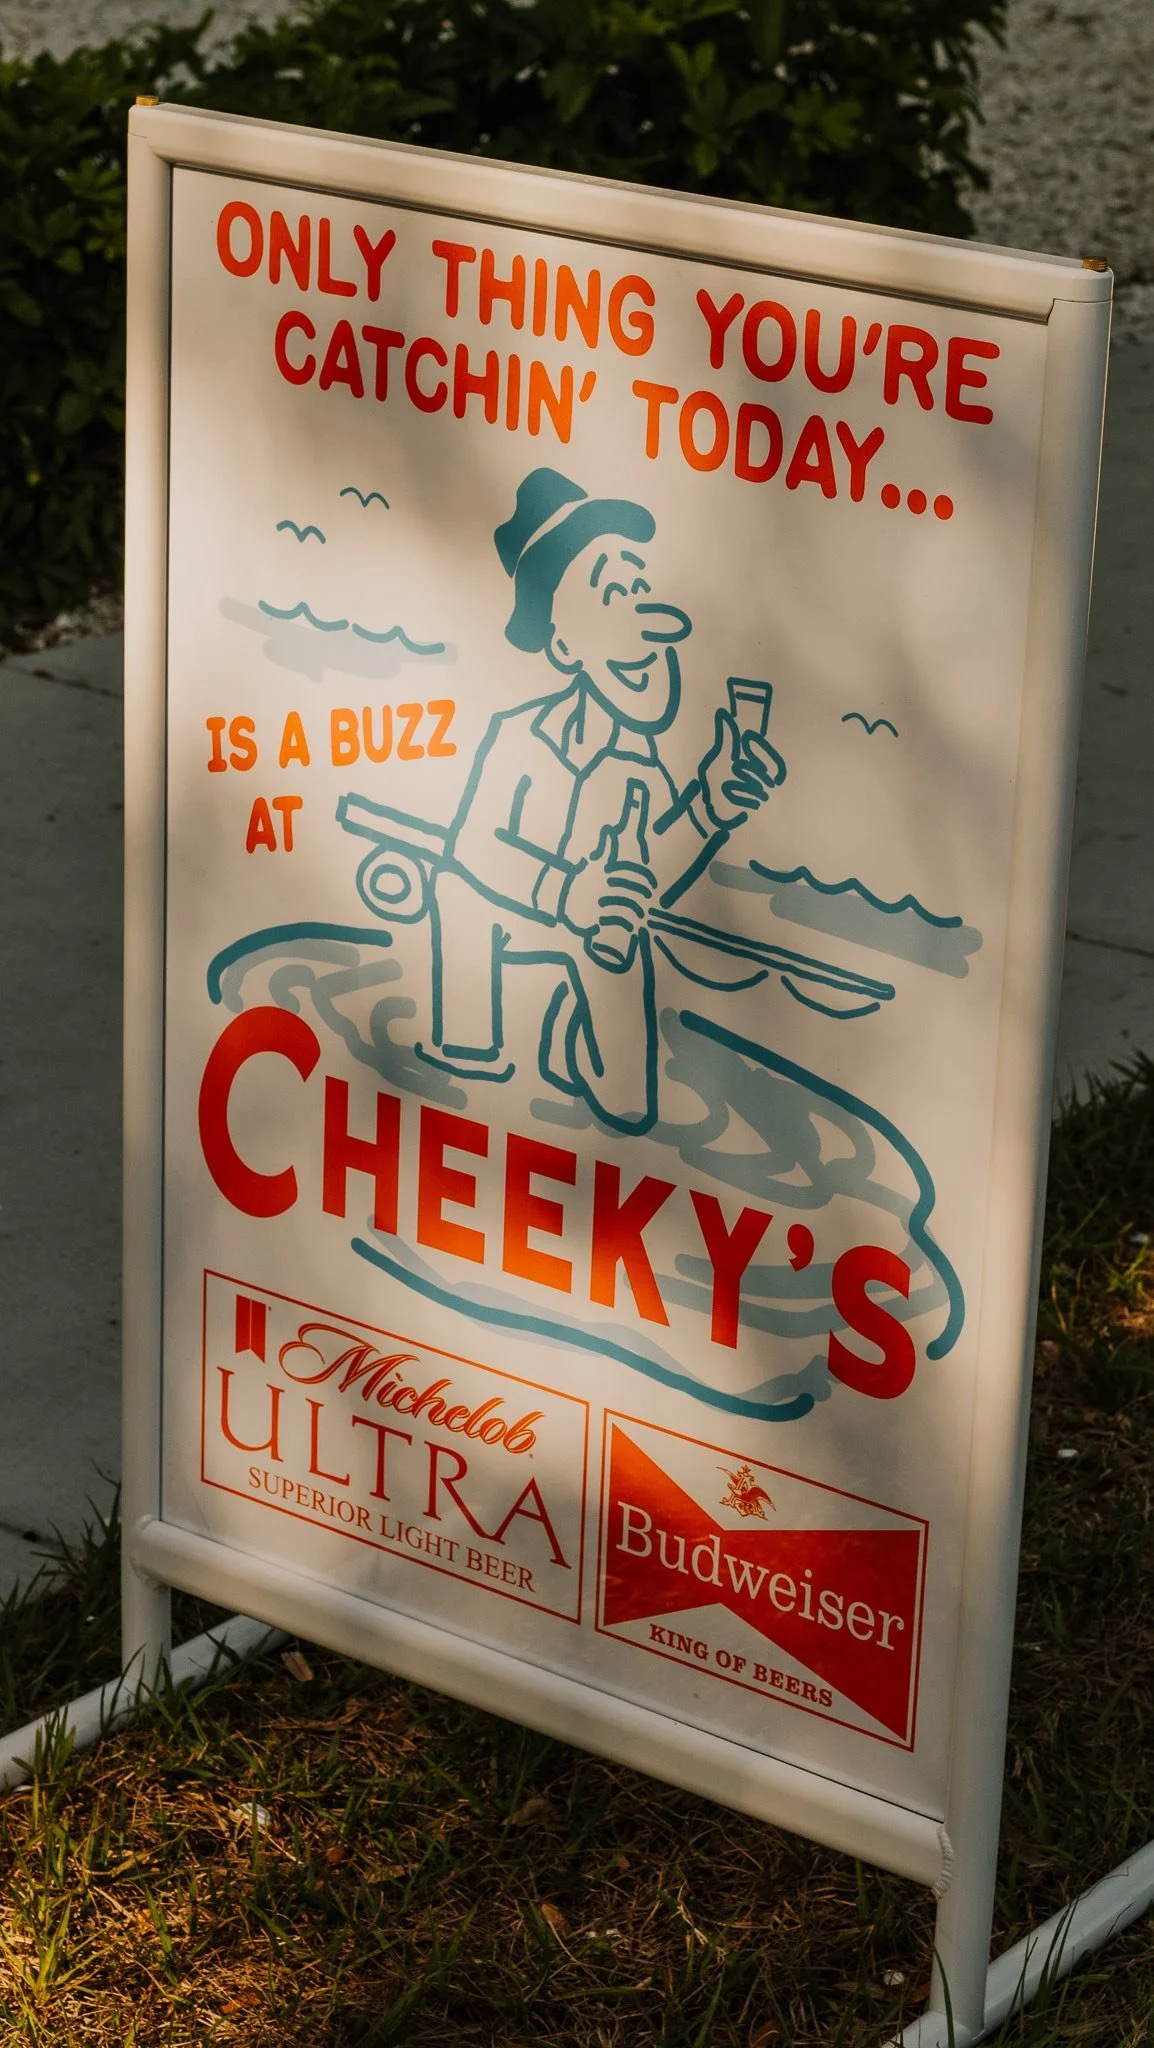 ONLY THING YOU'RE
CATCHIN' TODAY...
IS A BUZZ
AT
CHEEKY'S
Michelob
ULTRA
SUPERIOR LIGHT BEER
Budweiser
KING OF BEERS